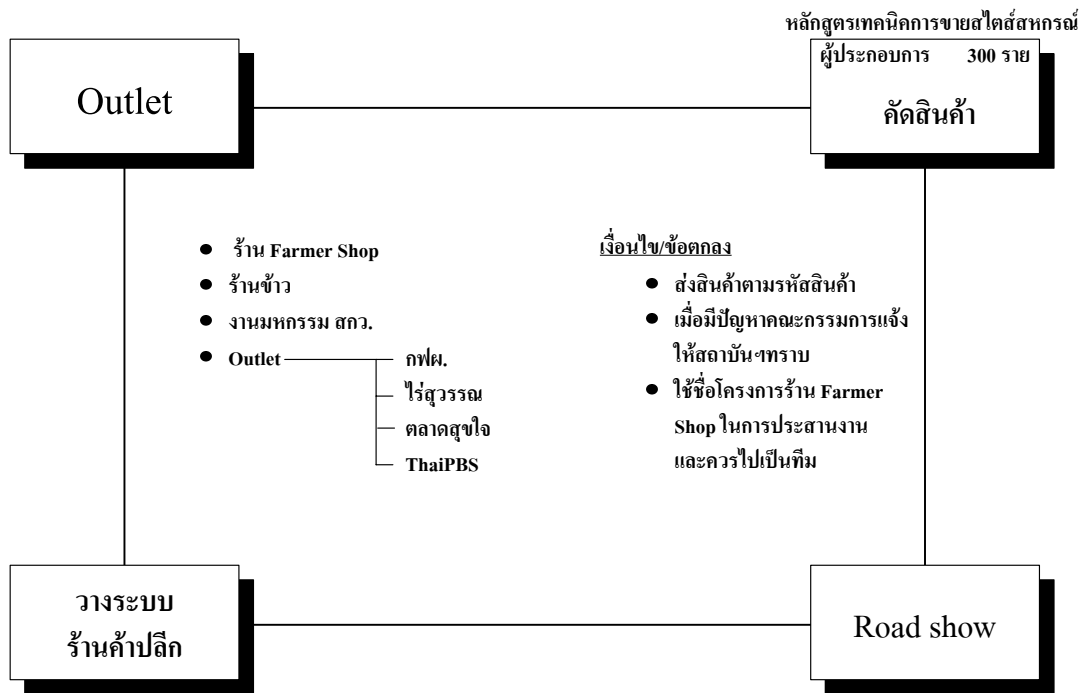 หลักสูตรเทคนิคการขายสไตส์สหกรณ์
ผู้ประกอบการ 300 ราย
Outlet
คัดสินค้า
ร้าน Farmer Shop
ร้านข้าว
งานมหกรรม สกว.
Outlet
กฟผ.
ไร่สุวรรณ
ตลาดสุขใจ
ThaiPBS
เงื่อนไข/ข้อตกลง
ส่งสินค้าตามรหัสสินค้า
เมื่อมีปัญหาคณะกรรมการแจ้ง
ให้สถาบันฯทราบ
ใช้ชื่อโครงการร้าน Farmer
Shop ในการประสานงาน
และควรไปเป็นทีม
วางระบบ
ร้านค้าปลีก
Road show